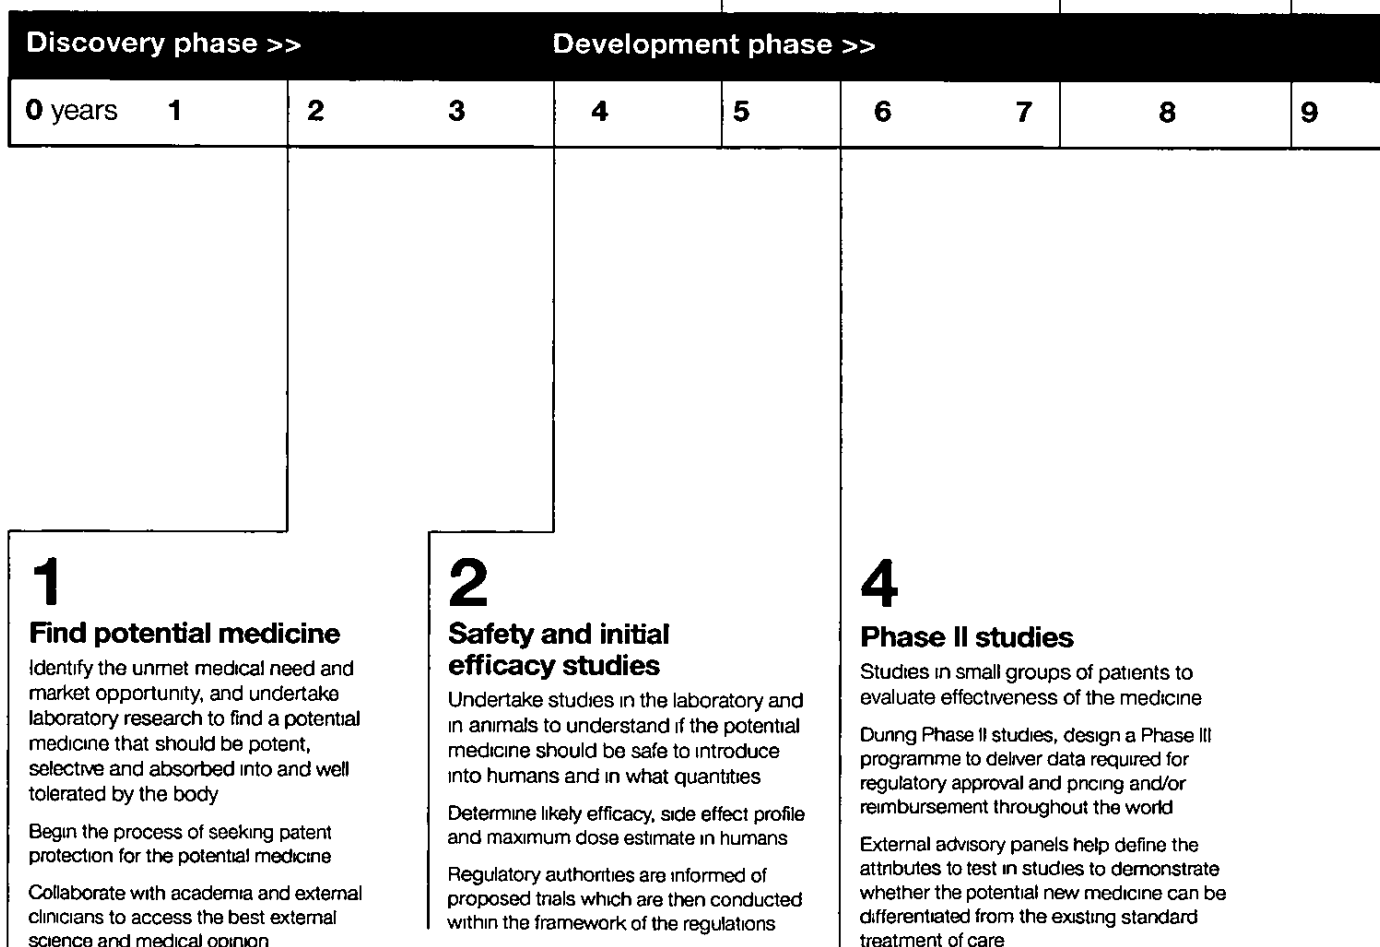 Discovery phase >> Development phase >>
0 years 1 2 3 4 5 6 7 8 9
1
Find potential medicine
Identify the unmet medical need and
market opportunity, and undertake
laboratory research to find a potential
medicine that should be potent,
selective and absorbed into and well
tolerated by the body
Begin the process of seeking patent
protection for the potential medicine
Collaborate with academia and external
clinicians to access the best external
science and medical opinion
2
Safety and initial
efficacy studies
Undertake studies in the laboratory and
in animals to understand if the potential
medicine should be safe to introduce
into humans and in what quantities
Determine likely efficacy, side effect profile
and maximum dose estimate in humans
Regulatory authorities are informed of
proposed trials which are then conducted
within the framework of the regulations
4
Phase II studies
Studies in small groups of patients to
evaluate effectiveness of the medicine
During Phase II studies, design a Phase III
programme to deliver data required for
regulatory approval and pricing and/or
reimbursement throughout the world
External advisory panels help define the
attributes to test in studies to demonstrate
whether the potential new medicine can be
differentiated from the existing standard
treatment of care